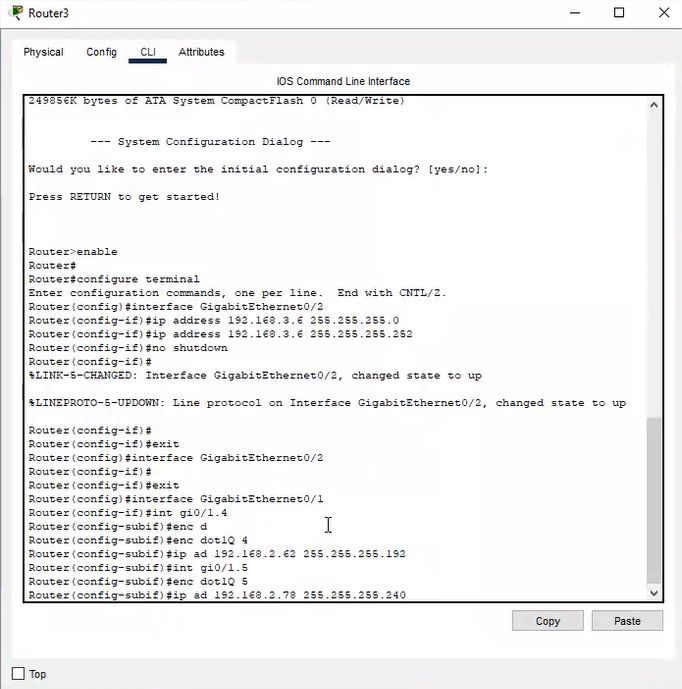 Router3
Physical Config CLI Attributes
IOS Command Line Interface
249856K bytes of ATA System CompactFlash 0 (Read/Write)
--- System Configuration Dialog ---
Would you like to enter the initial configuration dialog? [yes/no]:
Press RETURN to get started!
Router>enable
Router#
Router#configure terminal
Enter configuration commands, one per line.  End with CNTL/Z.
Router(config)#interface GigabitEthernet0/2
Router(config-if)#ip address 192.168.3.6 255.255.255.0
Router(config-if)#ip address 192.168.3.6 255.255.255.252
Router(config-if)#no shutdown
Router(config-if)#
%LINK-5-CHANGED: Interface GigabitEthernet0/2, changed state to up
%LINEPROTO-5-UPDOWN: Line protocol on Interface GigabitEthernet0/2, changed state to up
Router(config-if)#
Router(config-if)#exit
Router(config)#interface GigabitEthernet0/2
Router(config-if)#
Router(config-if)#exit
Router(config)#interface GigabitEthernet0/1
Router(config-if)#int gi0/1.4
Router(config-subif)#enc d
Router(config-subif)#enc dot1Q 4
Router(config-subif)#ip ad 192.168.2.62 255.255.255.192
Router(config-subif)#int gi0/1.5
Router(config-subif)#enc dot1Q 5
Router(config-subif)#ip ad 192.168.2.78 255.255.255.240
Copy Paste
Top